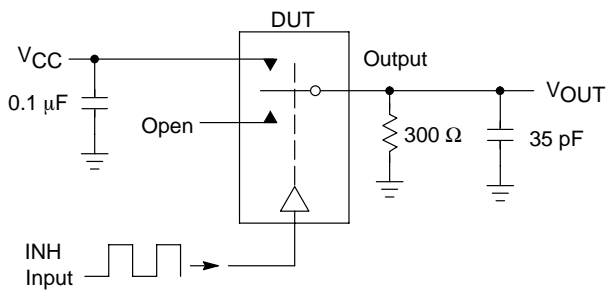 DUT
VCC
Output
VOUT
0.1 μF
Open
300 Ω
35 pF
INH
Input